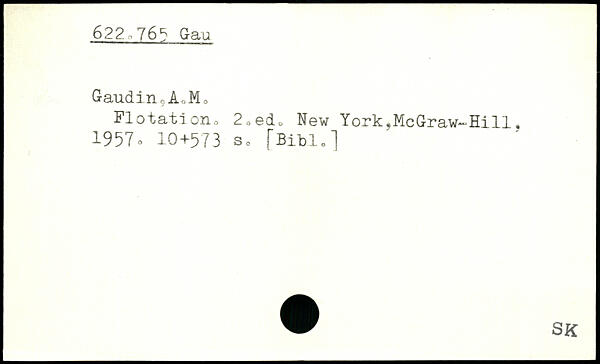 622.765 Gau
Gaudin,A.M.
Flotation. 2.ed. New York,McGraw-Hill,
1957. 10+573 s. [Bibl.]
SK